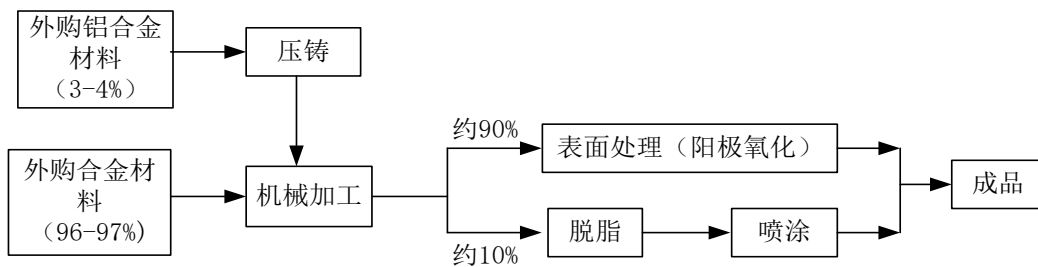 外购铝合金
材料
（3-4%）
压铸
外购合金材
料
（96-97%)
机械加工
约90%
表面处理（阳极氧化）
约10%
脱脂
喷涂
成品